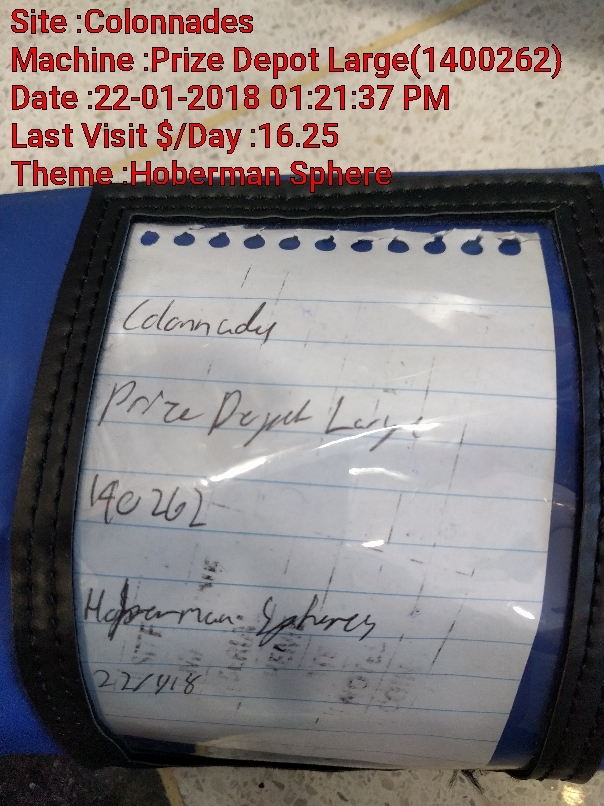 Site :Colonnades
Machine :Prize Depot Large(1400262)
Date :22-01-2018 01:21:37 PM
Last Visit $/Day :16.25
Theme :Hoberman Sphere
Colonnades
Prize Depot Large
140262
Hoberman Spheres
22/1/18